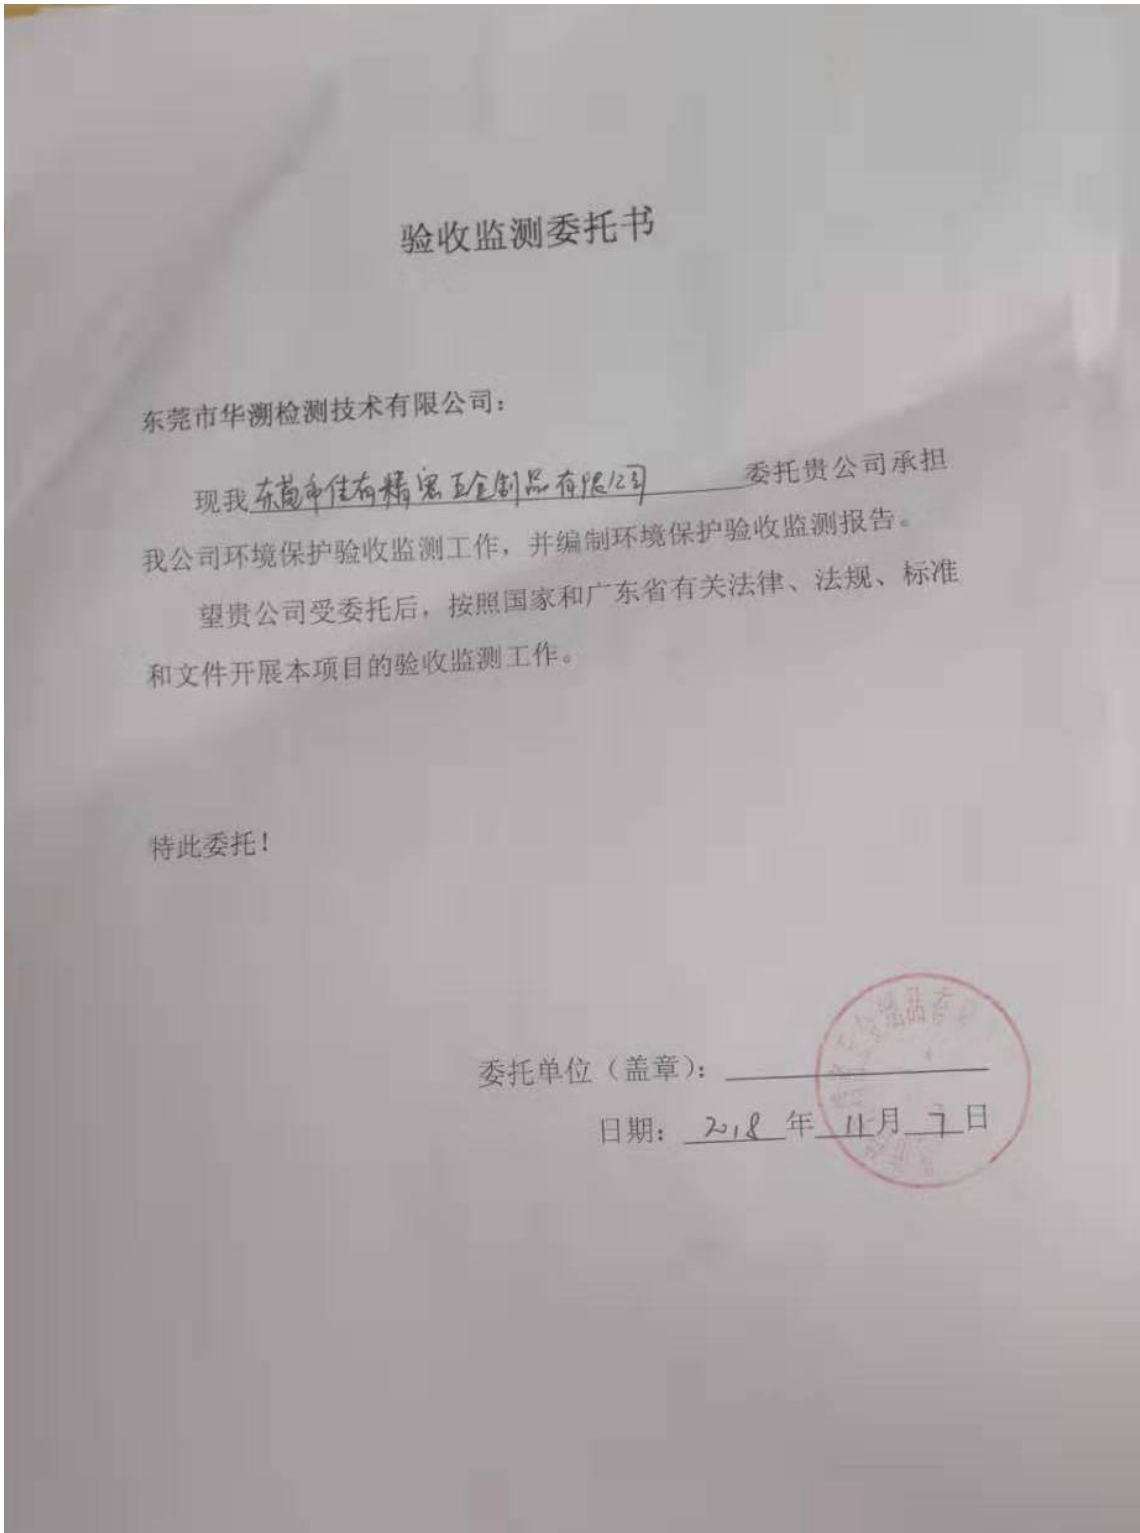 验收监测委托书
东莞市华溯检测技术有限公司：
现我东莞市佳有精密五金制品有限公司委托贵公司承担
我公司环境保护验收监测工作，并编制环境保护验收监测报告。
望贵公司受委托后，按照国家和广东省有关法律、法规、标准
和文件开展本项目的验收监测工作。
特此委托！
委托单位（盖章）：
日期：2018年11月7日